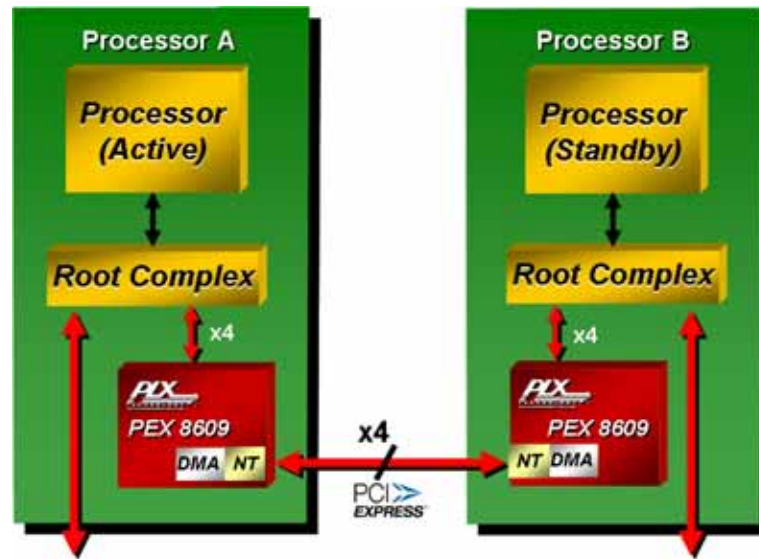 Processor A
Processor
(Active)
Root Complex
x4
PLX
PEX 8609
DMA NT
x4
PCI
EXPRESS
Processor B
Processor
(Standby)
Root Complex
x4
PLX
PEX 8609
NT DMA